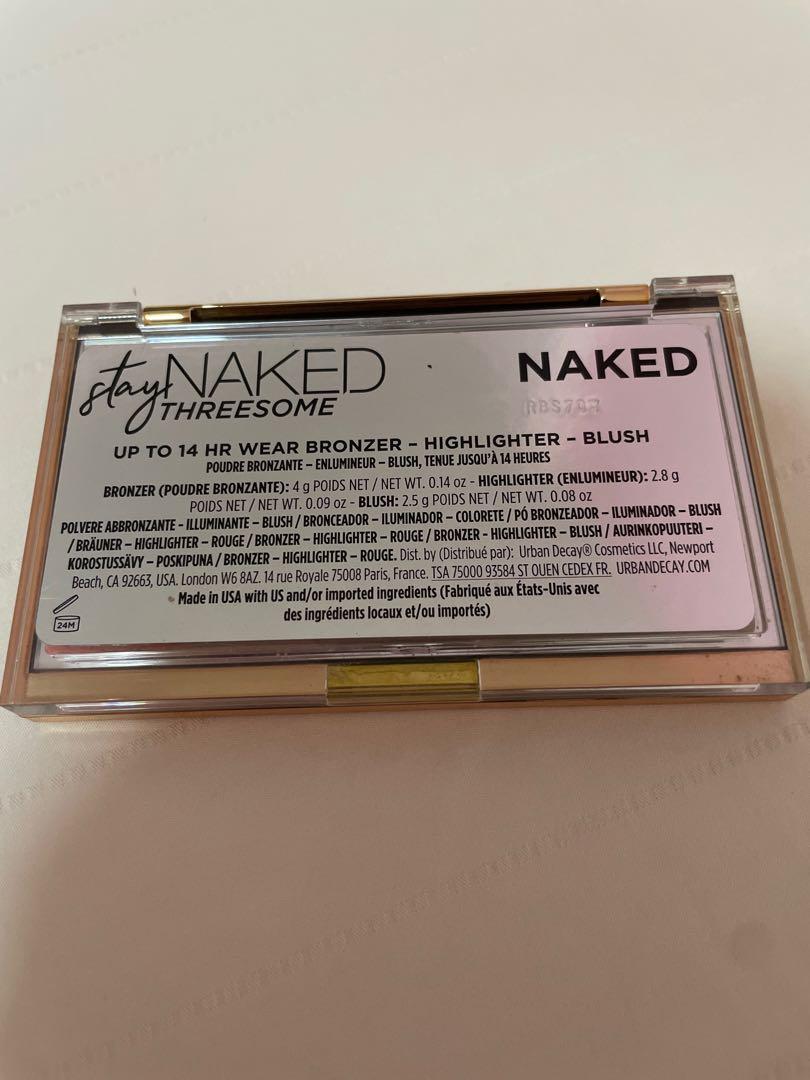 stay NAKED NAKED
THREESOME
UP TO 14 HR WEAR BRONZER – HIGHLIGHTER – BLUSH
POUDRE BRONZANTE – ENLUMINEUR – BLUSH, TENUE JUSQU'À 14 HEURES
BRONZER (POUDRE BRONZANTE): 4 g POIDS NET / NET WT. 0.14 oz - HIGHLIGHTER (ENLUMINEUR): 2.8 g
POIDS NET / NET WT. 0.09 oz - BLUSH: 2.5 g POIDS NET / NET WT. 0.08 oz
POLVERE ABBRONZANTE - ILLUMINANTE - BLUSH / BRONCEADOR - ILUMINADOR - COLORETE / PÓ BRONZEADOR – ILUMINADOR – BLUSH
/ BRÄUNER – HIGHLIGHTER – ROUGE / BRONZER – HIGHLIGHTER – ROUGE / BRONZER - HIGHLIGHTER – BLUSH / AURINKOPUUTERI –
KOROSTUSSÄVY – POSKIPUNA / BRONZER – HIGHLIGHTER – ROUGE. Dist. by (Distribué par): Urban Decay® Cosmetics LLC, Newport
Beach, CA 92663, USA. London W6 8AZ. 14 rue Royale 75008 Paris, France. TSA 75000 93584 ST OUEN CEDEX FR. URBANDECAY.COM
Made in USA with US and/or imported ingredients (Fabriqué aux États-Unis avec
des ingrédients locaux et/ou importés)
24M